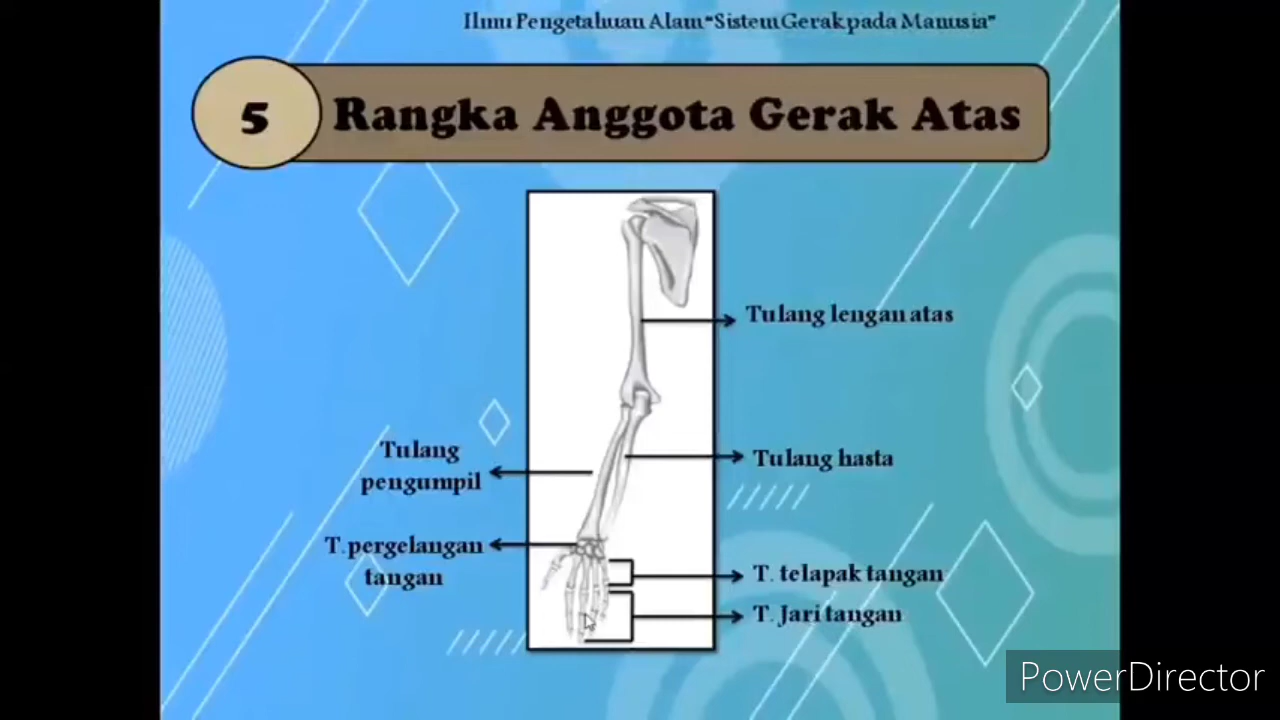 Ilmu Pengetahuan Alam "Sistem Gerak pada Manusia"
5 Rangka Anggota Gerak Atas
Tulang lengan atas
Tulang
pengumpil
Tulang hasta
T. pergelangan
tangan
T. telapak tangan
T. Jari tangan
PowerDirector